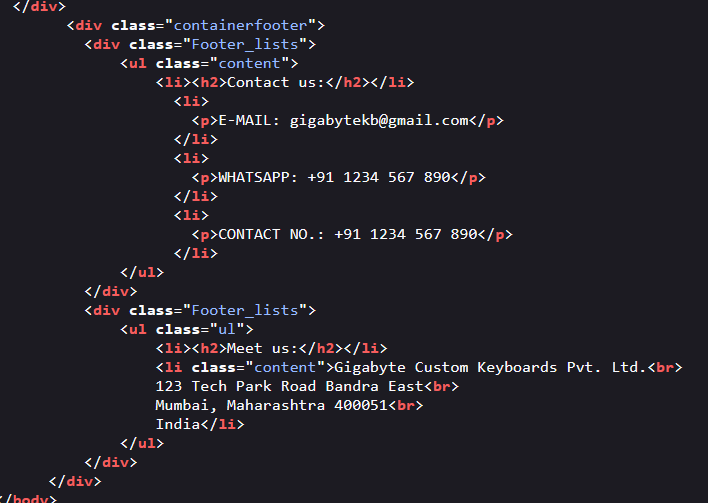 </div>
<div class="containerfooter">
<div class="Footer_lists">
<ul class="content">
<li><h2>Contact us:</h2></li>
<li>
<p>E-MAIL: gigabytekb@gmail.com</p>
</li>
<li>
<p>WHATSAPP: +91 1234 567 890</p>
</li>
<li>
<p>CONTACT NO.: +91 1234 567 890</p>
</li>
</ul>
</div>
<div class="Footer_lists">
<ul class="ul">
<li><h2>Meet us:</h2></li>
<li class="content">Gigabyte Custom Keyboards Pvt. Ltd.<br>
123 Tech Park Road Bandra East<br>
Mumbai, Maharashtra 400051<br>
India</li>
</ul>
</div>
</div>
</body>